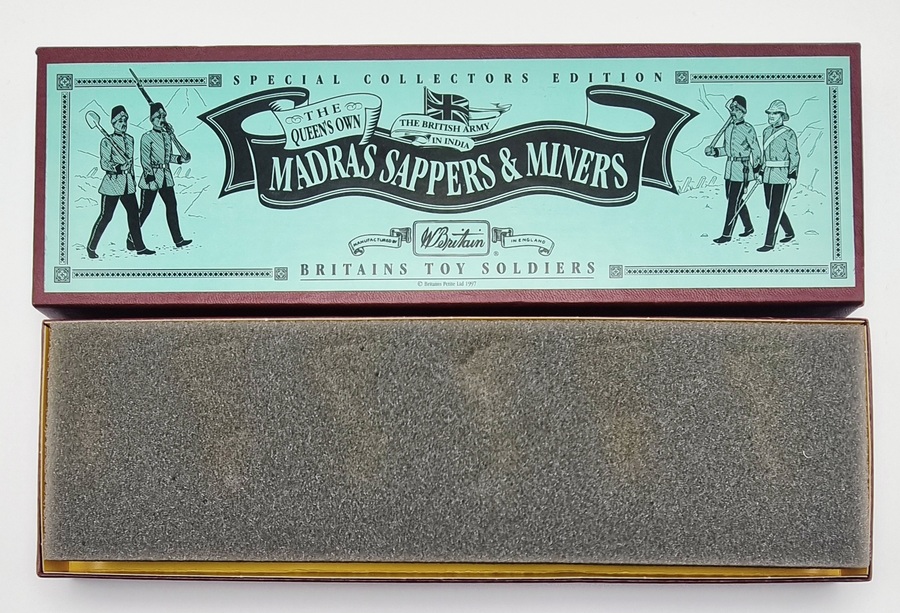 SPECIAL COLLECTORS EDITION
THE
QUEEN'S OWN
THE BRITISH ARMY
IN INDIA
MADRAS SAPPERS & MINERS
MANUFACTURED BY
W Britain
®
IN ENGLAND
BRITAINS TOY SOLDIERS
© Britains Petite Ltd 1997